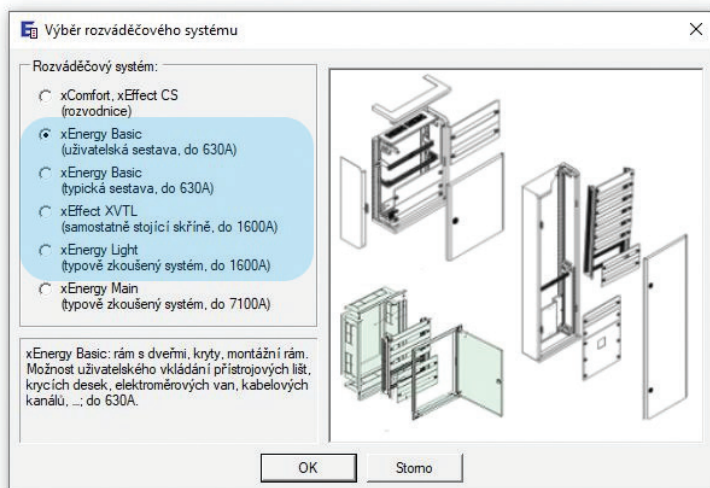 Výběr rozváděčového systému
Rozváděčový systém:
xComfort, xEffect CS
(rozvodnice)
xEnergy Basic
(uživatelská sestava, do 630A)
xEnergy Basic
(typická sestava, do 630A)
xEffect XVTL
(samostatně stojící skříně, do 1600A)
xEnergy Light
(typově zkoušený systém, do 1600A)
xEnergy Main
(typově zkoušený systém, do 7100A)
xEnergy Basic: rám s dveřmi, kryty, montážní rám.
Možnost uživatelského vkládání přístrojových lišt,
krycích desek, elektroměrových van, kabelových
kanálů, ...; do 630A.
OK
Storno